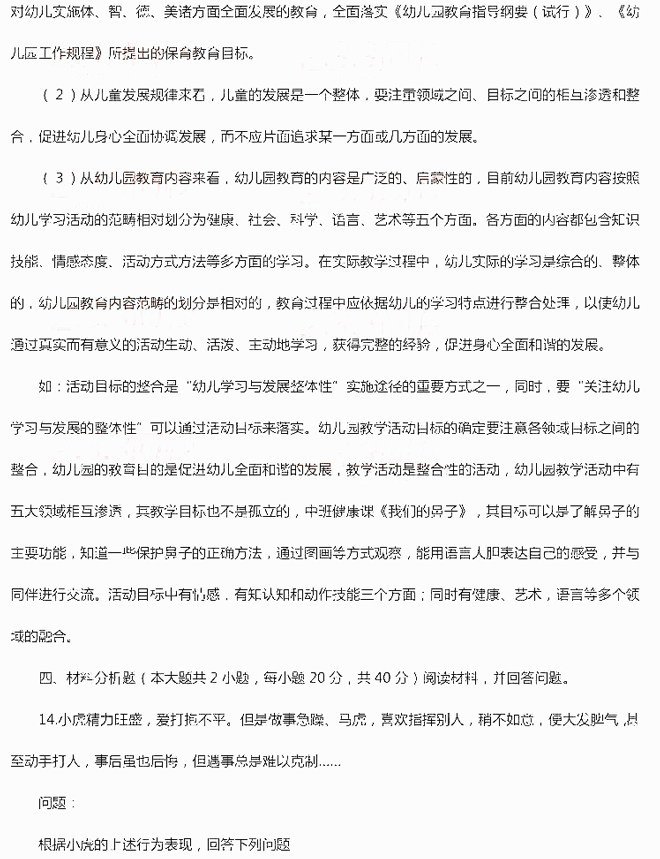 对幼儿实施体、智、德、美诸方面全面发展的教育，全面落实《幼儿园教育指导纲要（试行）》、《幼
儿园工作规程》所提出的保育教育目标。
（2）从儿童发展规律来看，儿童的发展是一个整体，要注重领域之间、目标之间的相互渗透和整
合，促进幼儿身心全面协调发展，而不应片面追求某一方面或几方面的发展。
（3）从幼儿园教育内容来看，幼儿园教育的内容是广泛的、启蒙性的，目前幼儿园教育内容按照
幼儿学习活动的范畴相对划分为健康、社会、科学、语言、艺术等五个方面。各方面的内容都包含知识
技能、情感态度、活动方式方法等多方面的学习。在实际教学过程中，幼儿实际的学习是综合的、整体
的，幼儿园教育内容范畴的划分是相对的，教育过程中应依据幼儿的学习特点进行整合处理，以使幼儿
通过真实而有意义的活动生动、活泼、主动地学习，获得完整的经验，促进身心全面和谐的发展。
如：活动目标的整合是“幼儿学习与发展整体性”实施途径的重要方式之一，同时，要“关注幼儿
学习与发展的整体性”可以通过活动目标来落实。幼儿园教学活动目标的确定要注意各领域目标之间的
整合，幼儿园的教育目的是促进幼儿全面和谐的发展，教学活动是整合性的活动，幼儿园教学活动中有
五大领域相互渗透，其教学目标也不是孤立的，中班健康课《我们的鼻子》，其目标可以是了解鼻子的
主要功能，知道一些保护鼻子的正确方法，通过图画等方式观察，能用语言大胆表达自己的感受，并与
同伴进行交流。活动目标中有情感，有知认知和动作技能三个方面；同时有健康、艺术，语言等多个领
域的融合。
四、材料分析题（本大题共2小题，每小题20分，共40分）阅读材料，并回答问题。
14.小虎精力旺盛，爱打抱不平。但是做事急躁、马虎，喜欢指挥别人，稍不如意，便大发脾气，甚
至动手打人，事后虽也后悔，但遇事总是难以克制……
问题：
根据小虎的上述行为表现，回答下列问题